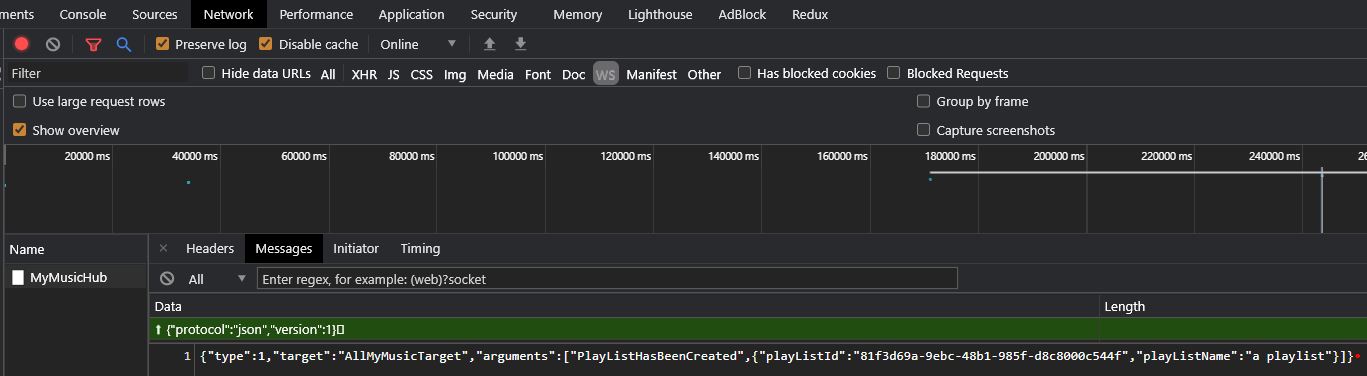 ments Console Sources Network Performance Application Security Memory Lighthouse AdBlock Redux
Preserve log Disable cache Online
Filter Hide data URLs All XHR JS CSS Img Media Font Doc WS Manifest Other Has blocked cookies Blocked Requests
Use large request rows Group by frame
Show overview Capture screenshots
20000 ms 40000 ms 60000 ms 80000 ms 100000 ms 120000 ms 140000 ms 160000 ms 180000 ms 200000 ms 220000 ms 240000 ms 26
Name Headers Messages Initiator Timing
MyMusicHub All Enter regex, for example: (web)?socket
Data Length
{"protocol":"json","version":1}
1 {"type":1,"target":"AllMyMusicTarget","arguments":["PlayListHasBeenCreated",{"playListId":"81f3d69a-9ebc-48b1-985f-d8c8000c544f","playListName":"a playlist"}]}